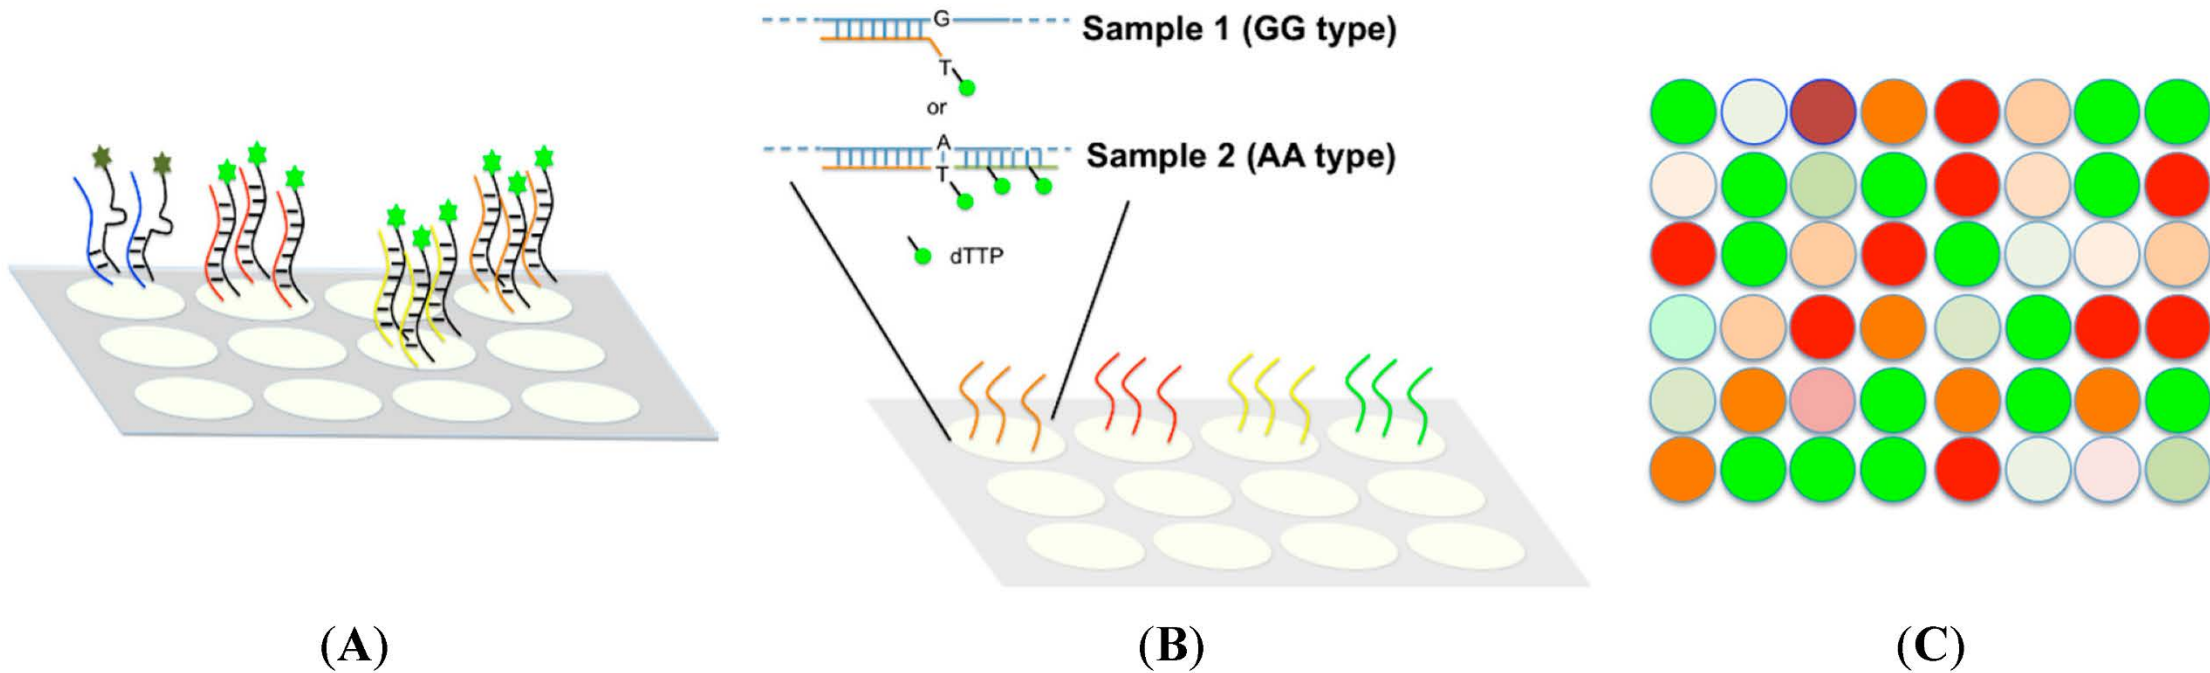 G
Sample 1 (GG type)
T
or
A
Sample 2 (AA type)
T
dTTP
(A)
(B)
(C)